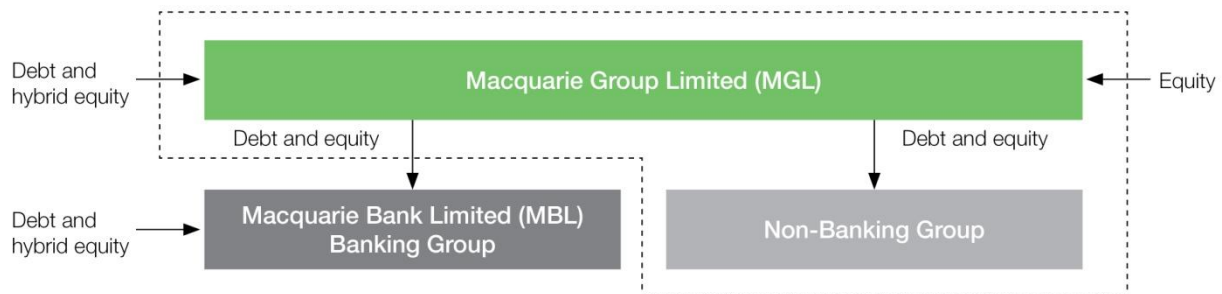 Debt and
hybrid equity
Macquarie Group Limited (MGL)
Equity
Debt and equity
Debt and equity
Debt and
hybrid equity
Macquarie Bank Limited (MBL)
Banking Group
Non-Banking Group